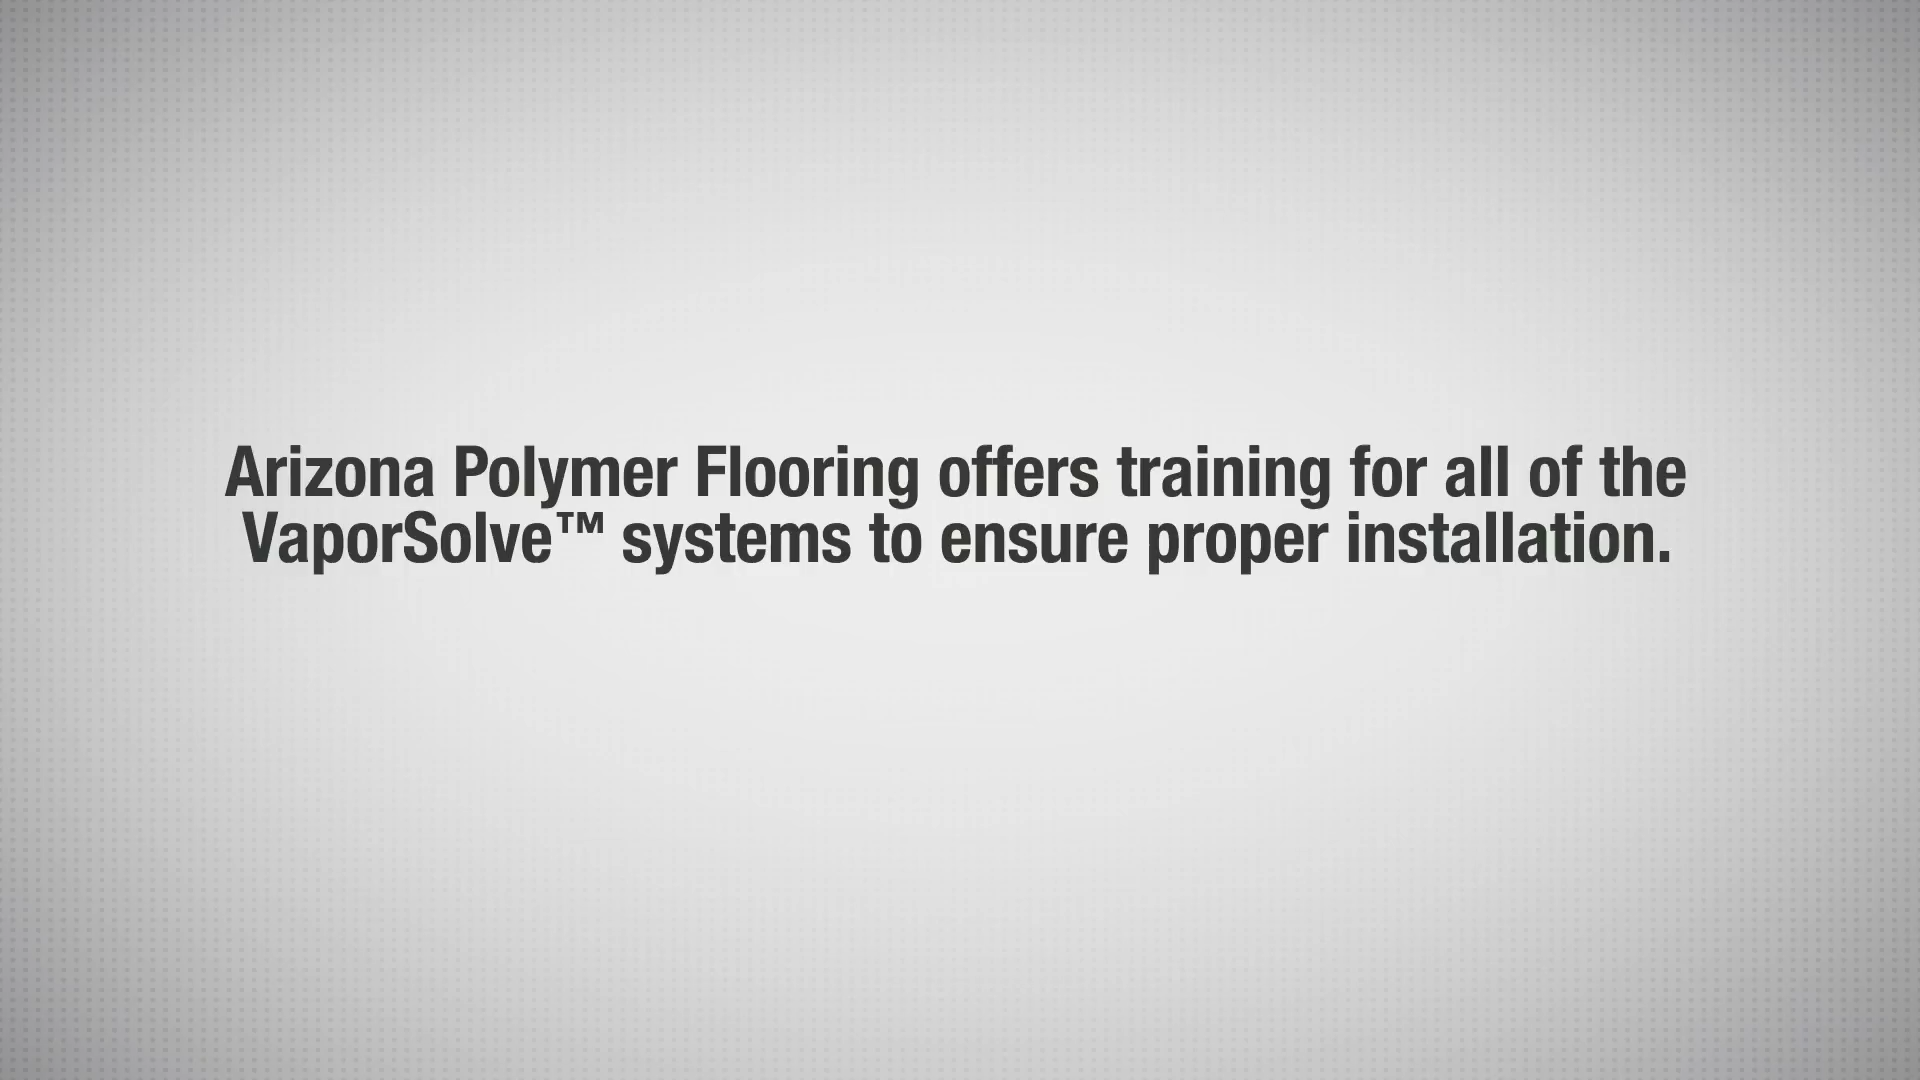 Arizona Polymer Flooring offers training for all of the
VaporSolve™ systems to ensure proper installation.